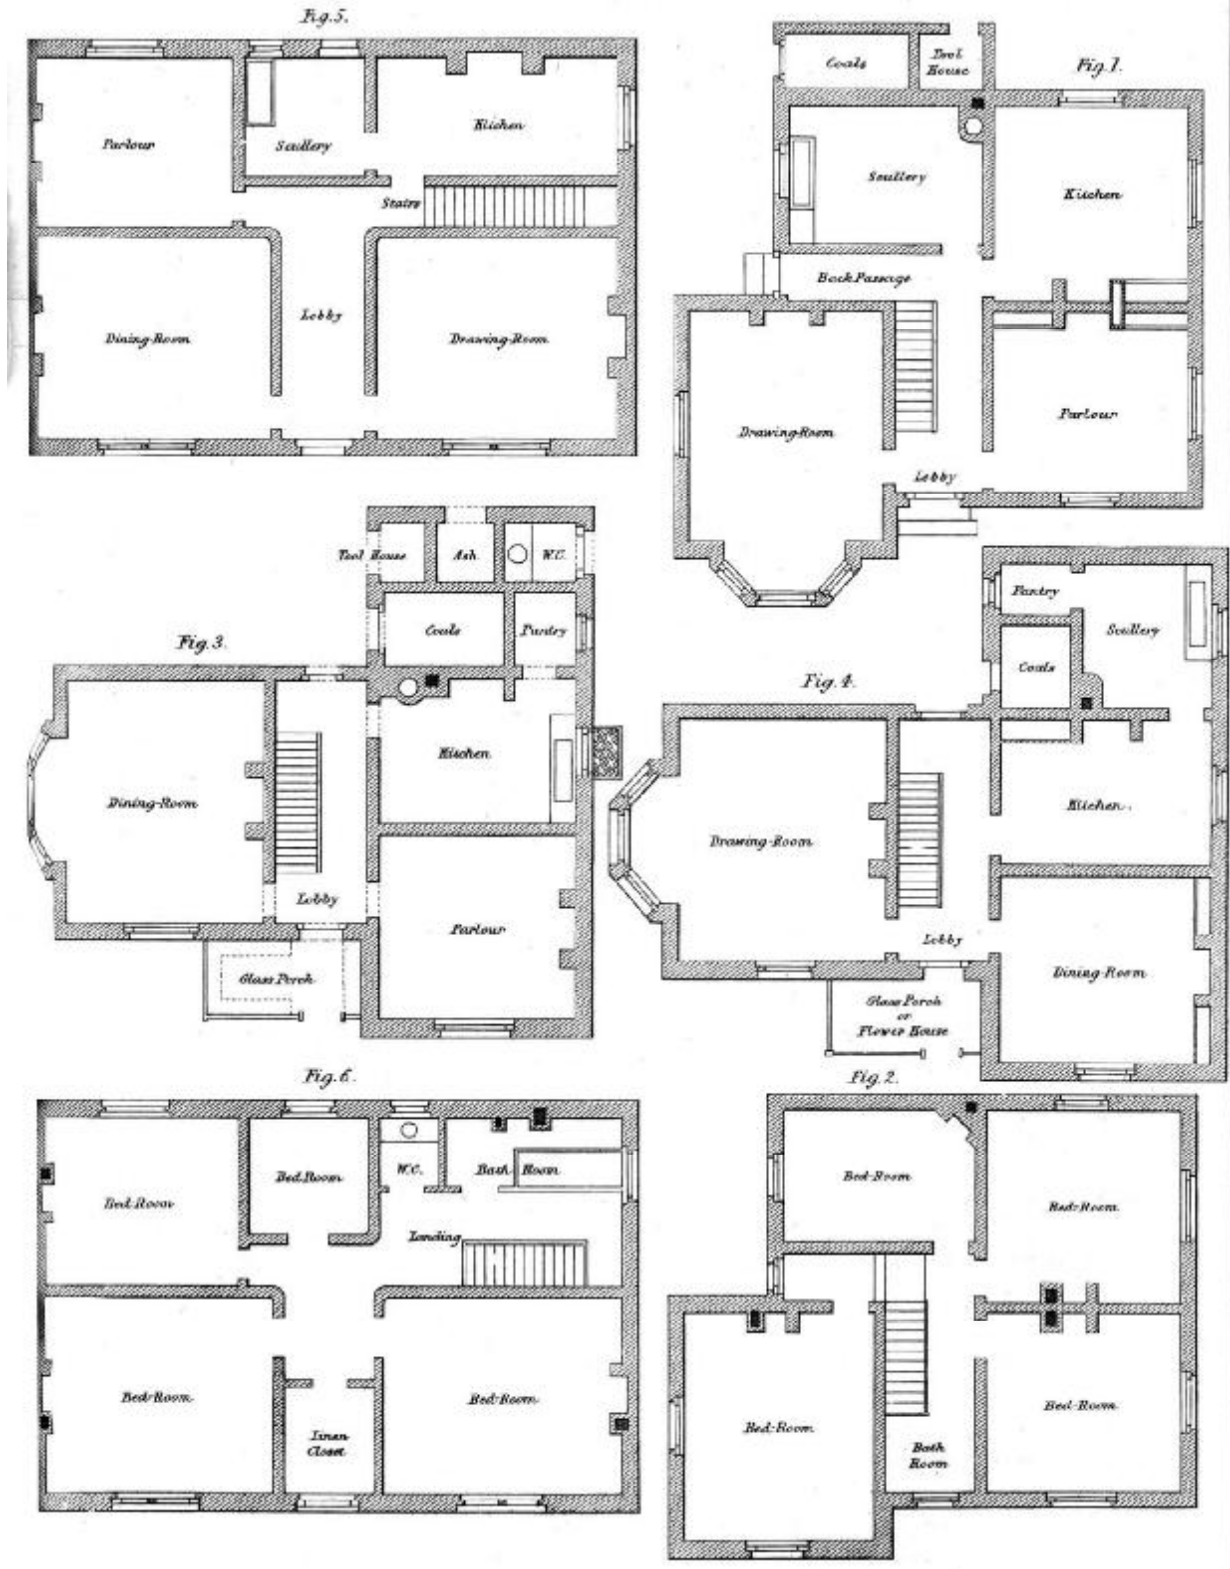 Fig. 5.
Parlour
Scullery
Kitchen
Stairs
Dining-Room
Lobby
Drawing-Room
Fig. 1.
Coals
Tool
House
Scullery
Kitchen
Back Passage
Drawing-Room
Parlour
Lobby
Fig. 3.
Tool House
Ash
W.C.
Coals
Pantry
Dining-Room
Kitchen
Lobby
Parlour
Glass Porch
Fig. 4.
Pantry
Scullery
Coals
Drawing-Room
Kitchen.
Lobby
Dining-Room
Glass Porch
or
Flower House
Fig. 6.
Bed-Room
Bed Room
W.C.
Bath Room
Landing
Bed-Room
Linen
Closet
Bed-Room
Fig. 2.
Bed-Room
Bed-Room
Bed-Room
Bath
Room
Bed-Room